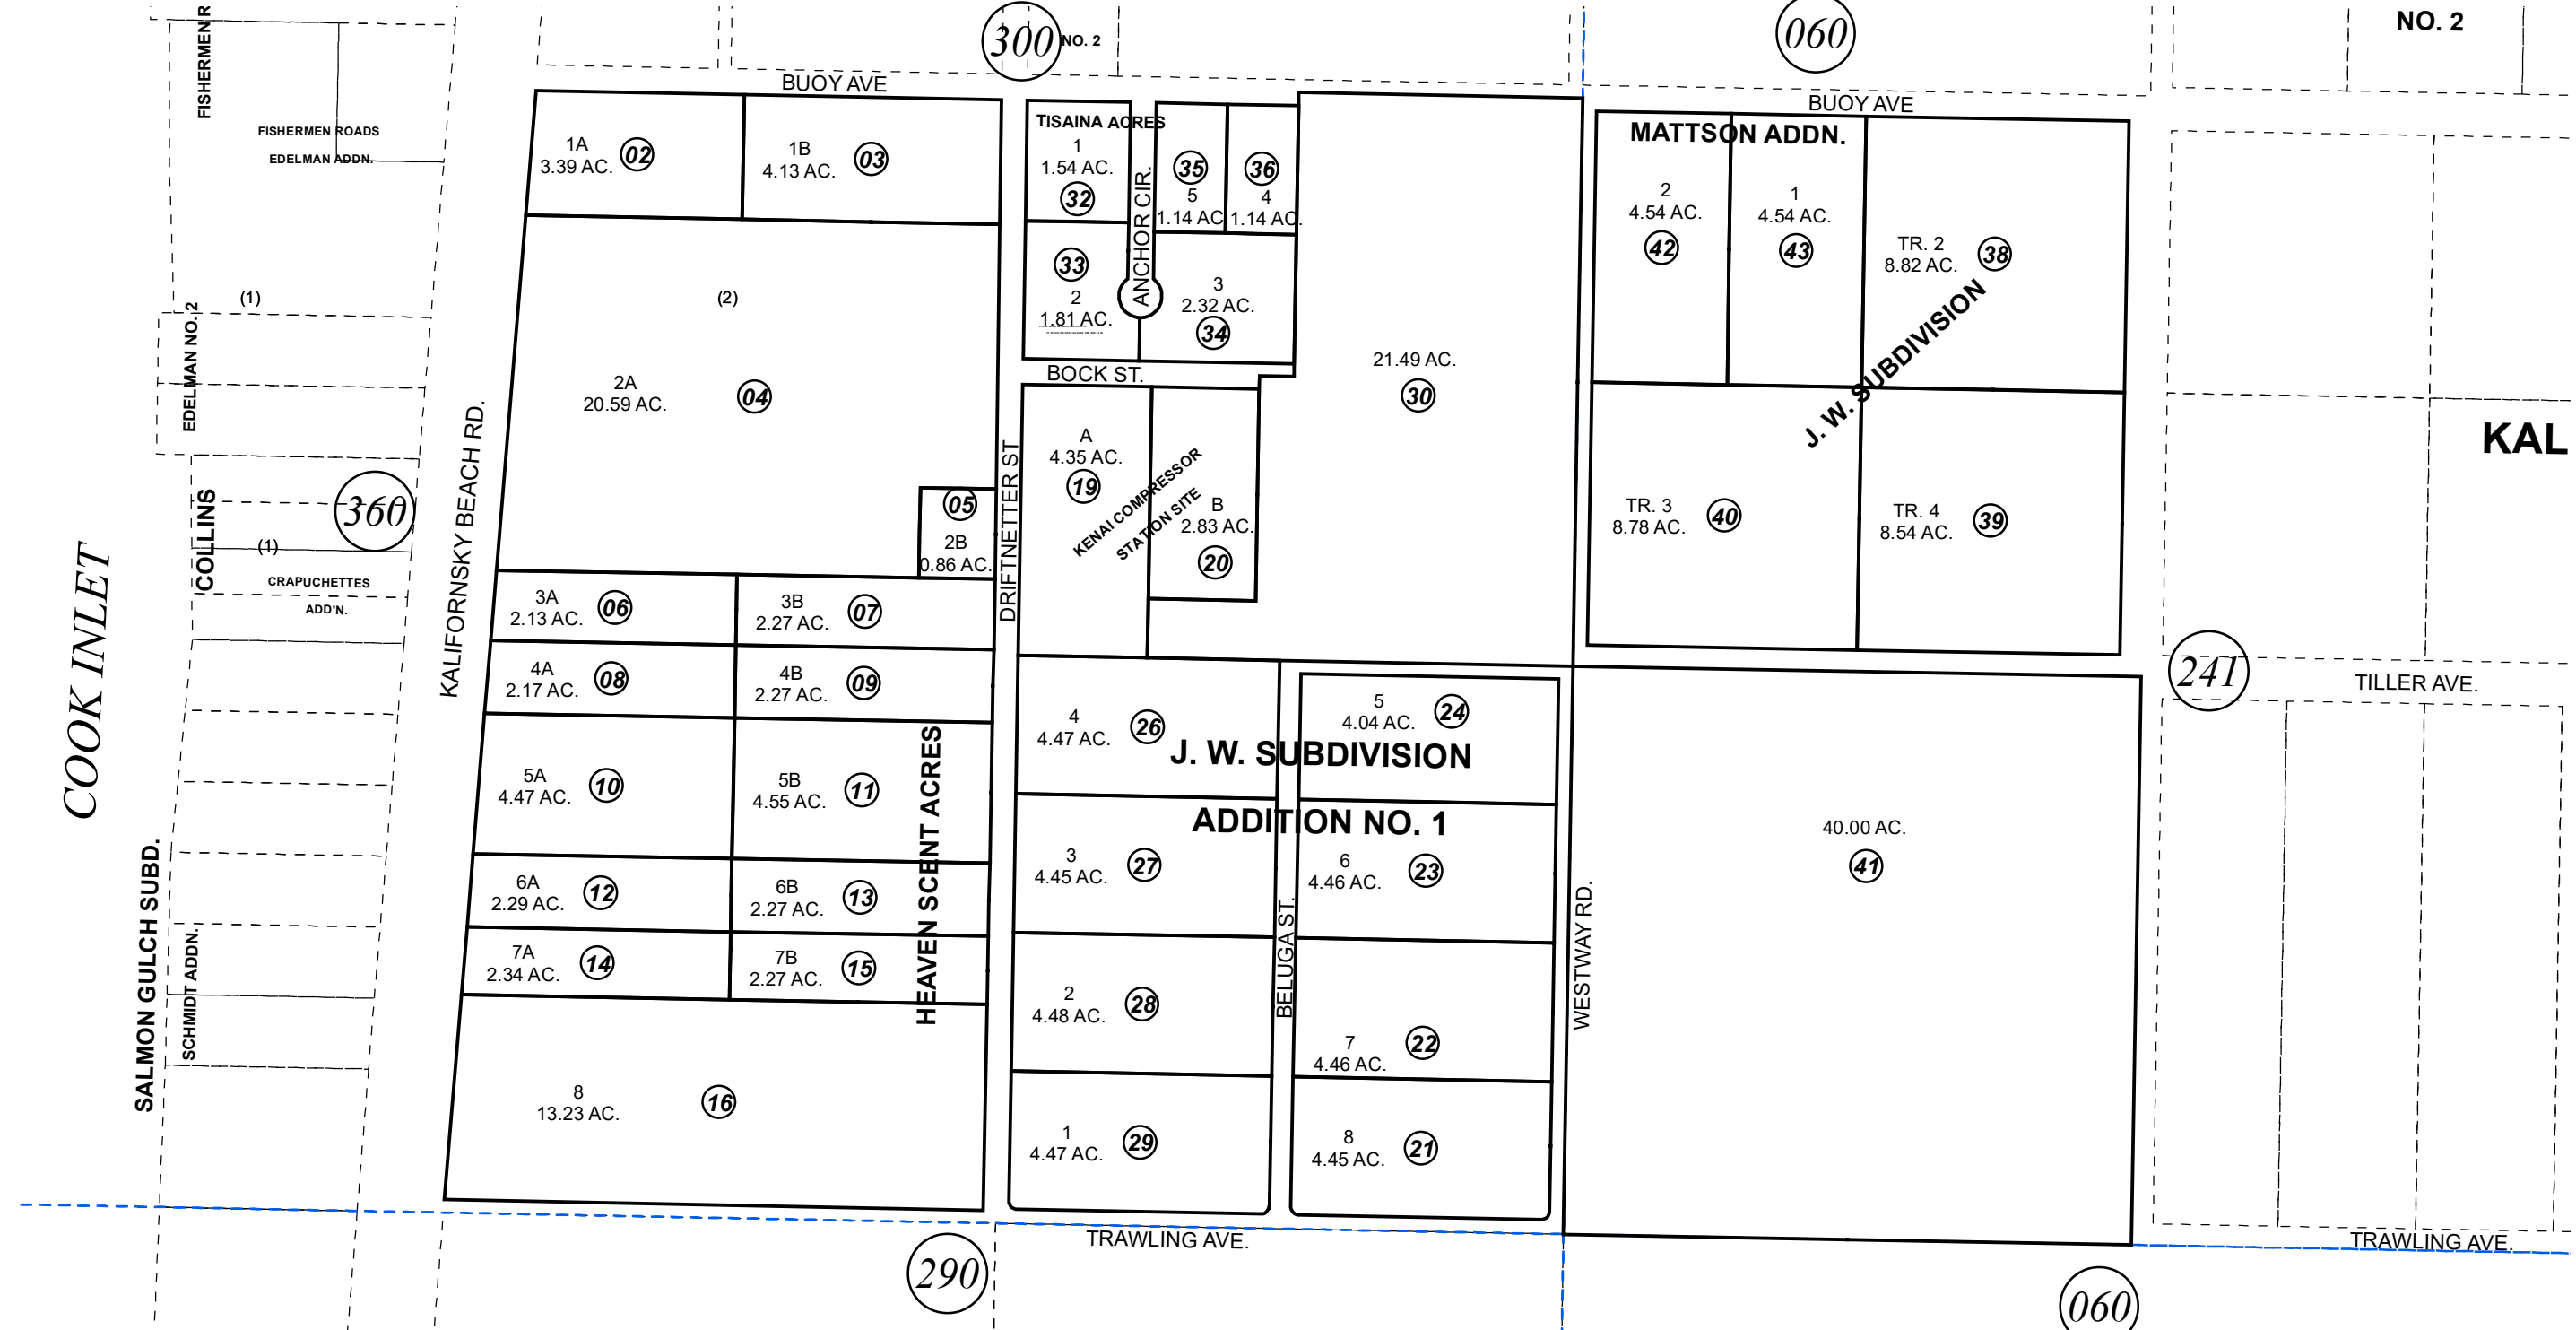 FISHERMEN R
300
NO. 2
060
NO. 2
BUOY AVE
BUOY AVE
FISHERMEN ROADS
EDELMAN ADDN.
1A
3.39 AC.
02
1B
4.13 AC.
03
TISAINA ACRES
1
1.54 AC.
32
ANCHOR CIR.
35
5
1.14 AC
36
4
1.14 AC.
MATTSON ADDN.
2
4.54 AC.
42
1
4.54 AC.
43
TR. 2
8.82 AC.
38
(1)
EDELMAN NO. 2
(2)
33
2
1.81 AC.
3
2.32 AC.
34
J. W. SUBDIVISION
21.49 AC.
30
BOCK ST.
2A
20.59 AC.
04
KALIFORNSKY BEACH RD.
DRIFTNETTER ST
A
4.35 AC.
19
KENAI COMPRESSOR
STATION SITE
B
2.83 AC.
20
KAL
360
COLLINS
(1)
CRAPUCHETTES
ADD'N.
COOK INLET
05
2B
0.86 AC.
TR. 3
8.78 AC.
40
TR. 4
8.54 AC.
39
3A
2.13 AC.
06
3B
2.27 AC.
07
4A
2.17 AC.
08
4B
2.27 AC.
09
241
TILLER AVE.
4
4.47 AC.
26
5
4.04 AC.
24
J. W. SUBDIVISION
ADDITION NO. 1
5A
4.47 AC.
10
5B
4.55 AC.
11
HEAVEN SCENT ACRES
3
4.45 AC.
27
6
4.46 AC.
23
40.00 AC.
41
SALMON GULCH SUBD.
SCHMIDT ADDN.
6A
2.29 AC.
12
6B
2.27 AC.
13
7A
2.34 AC.
14
7B
2.27 AC.
15
BELUGA ST.
WESTWAY RD.
2
4.48 AC.
28
7
4.46 AC.
22
8
13.23 AC.
16
1
4.47 AC.
29
8
4.45 AC.
21
TRAWLING AVE.
TRAWLING AVE.
290
060